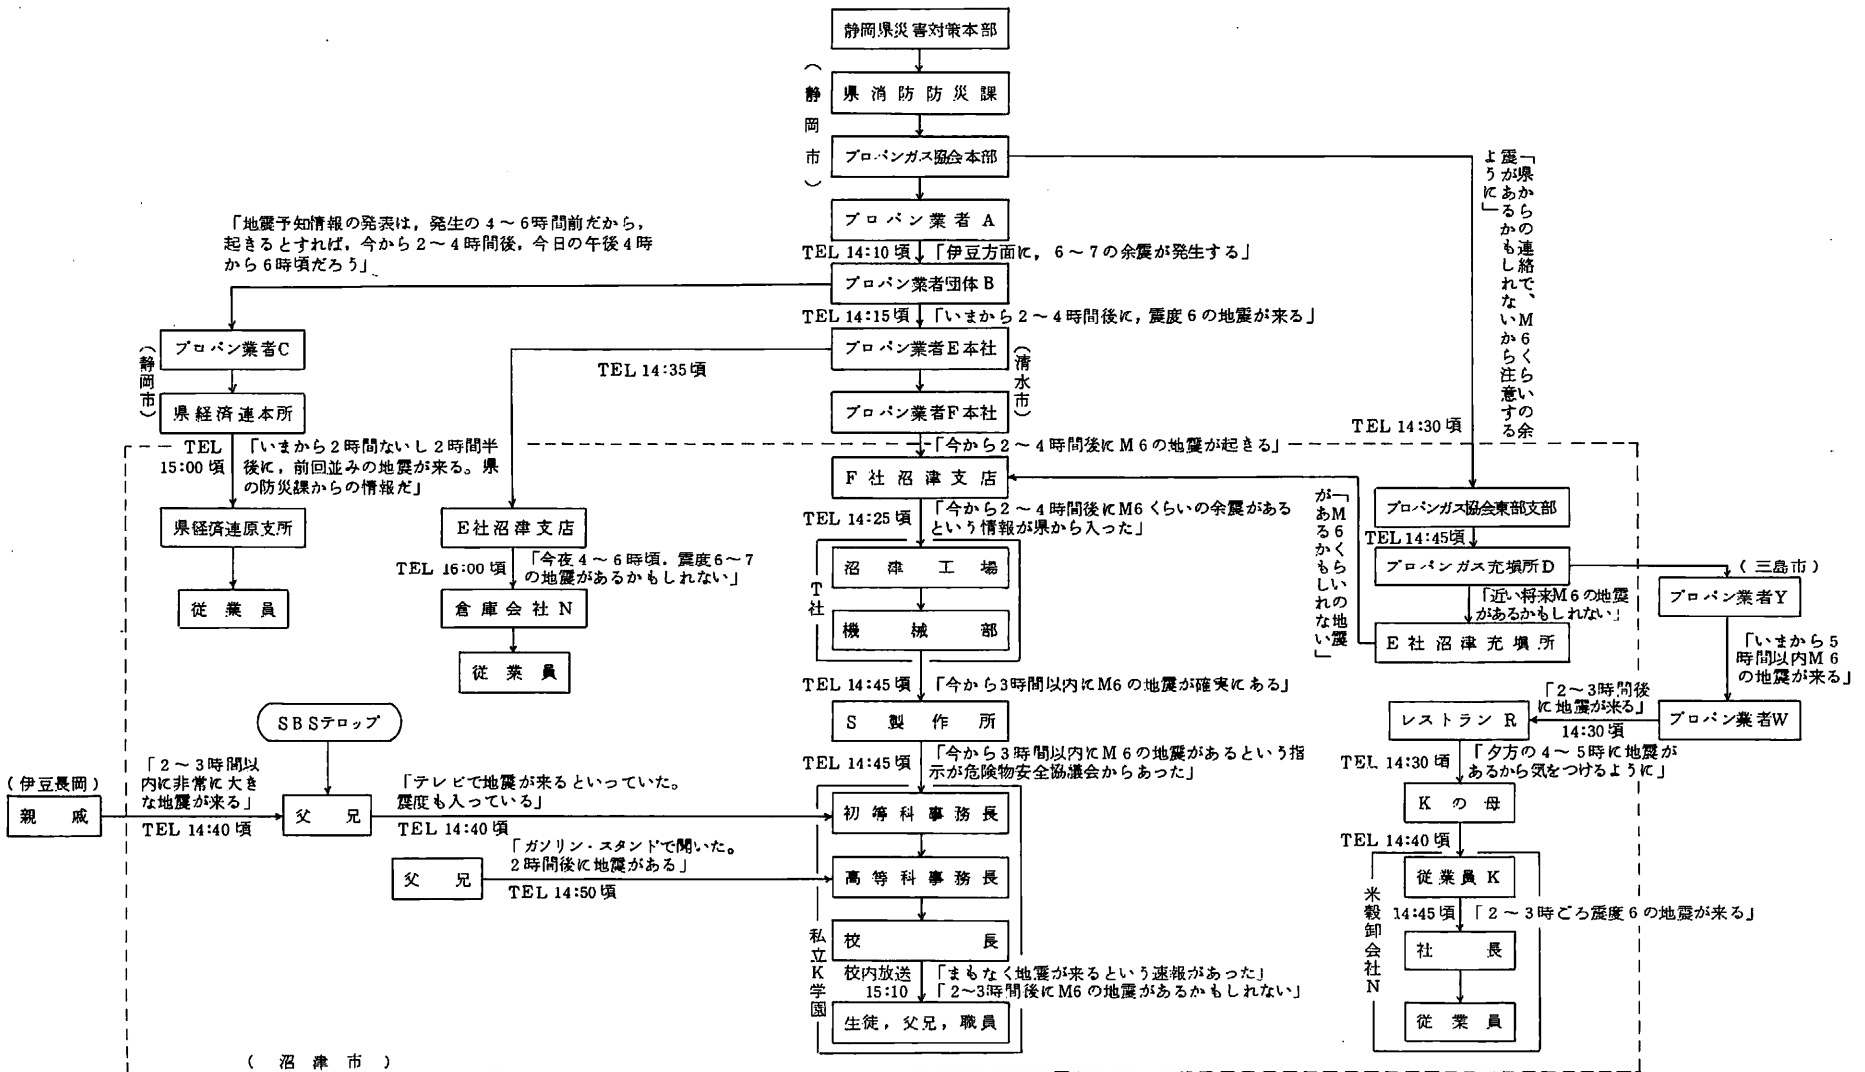 静岡県災害対策本部
(静岡市)
県消防防災課
プロパンガス協会本部
プロパン業者A
TEL 14:10頃
「伊豆方面に,6~7の余震が発生する」
プロパン業者団体B
「地震予知情報の発表は,発生の4~6時間前だから,
起きるとすれば,今から2~4時間後,今日の午後4時
から6時頃だろう」
TEL 14:15頃
「いまから2~4時間後に,震度6の地震が来る」
プロパン業者E本社
(清水市)
プロパン業者F本社
「今から2~4時間後にM6の地震が起きる」
F社沼津支店
TEL 14:25頃
「今から2~4時間後にM6くらいの余震がある
という情報が県から入った」
T社
沼津工場
機械部
TEL 14:45頃
「今から3時間以内にM6の地震が確実にある」
S製作所
TEL 14:45頃
「今から3時間以内にM6の地震があるという指
示が危険物安全協議会からあった」
私立K学園
初等科事務長
高等科事務長
校長
校内放送
15:10
「まもなく地震が来るという速報があった」
「2~3時間後にM6の地震があるかもしれない」
生徒,父兄,職員
プロパン業者C
(静岡市)
県経済連本所
TEL
15:00頃
「いまから2時間ないし2時間半
後に,前回並みの地震が来る。県
の防災課からの情報だ」
県経済連原支所
従業員
TEL 14:35頃
E社沼津支店
TEL 16:00頃
「今夜4~6時頃.震度6~7
の地震があるかもしれない」
倉庫会社N
従業員
SBSテロップ
(伊豆長岡)
親戚
「2~3時間以
内に非常に大き
な地震が来る」
TEL 14:40頃
父兄
「テレビで地震が来るといっていた。
震度も入っている」
TEL 14:40頃
父兄
「ガソリン・スタンドで聞いた。
2時間後に地震がある」
TEL 14:50頃
「県からの連絡で、M6くらいの余
震があるかもしれないから注意する
ように」
TEL 14:30頃
プロパンガス協会東部支部
TEL 14:45頃
プロパンガス充塡所D
「近い将来M6の地震
があるかもしれない」
E社沼津充塡所
「M6くらいの地震
があるかもしれない」
(三島市)
プロパン業者Y
「いまから5
時間以内M6
の地震が来る」
プロパン業者W
「2~3時間後
に地震が来る」
14:30頃
レストランR
TEL 14:30頃
「夕方の4~5時に地震が
あるから気をつけるように」
Kの母
TEL 14:40頃
米穀卸会社N
従業員K
14:45頃
「2~3時ごろ震度6の地震が来る」
社長
従業員
(沼津市)